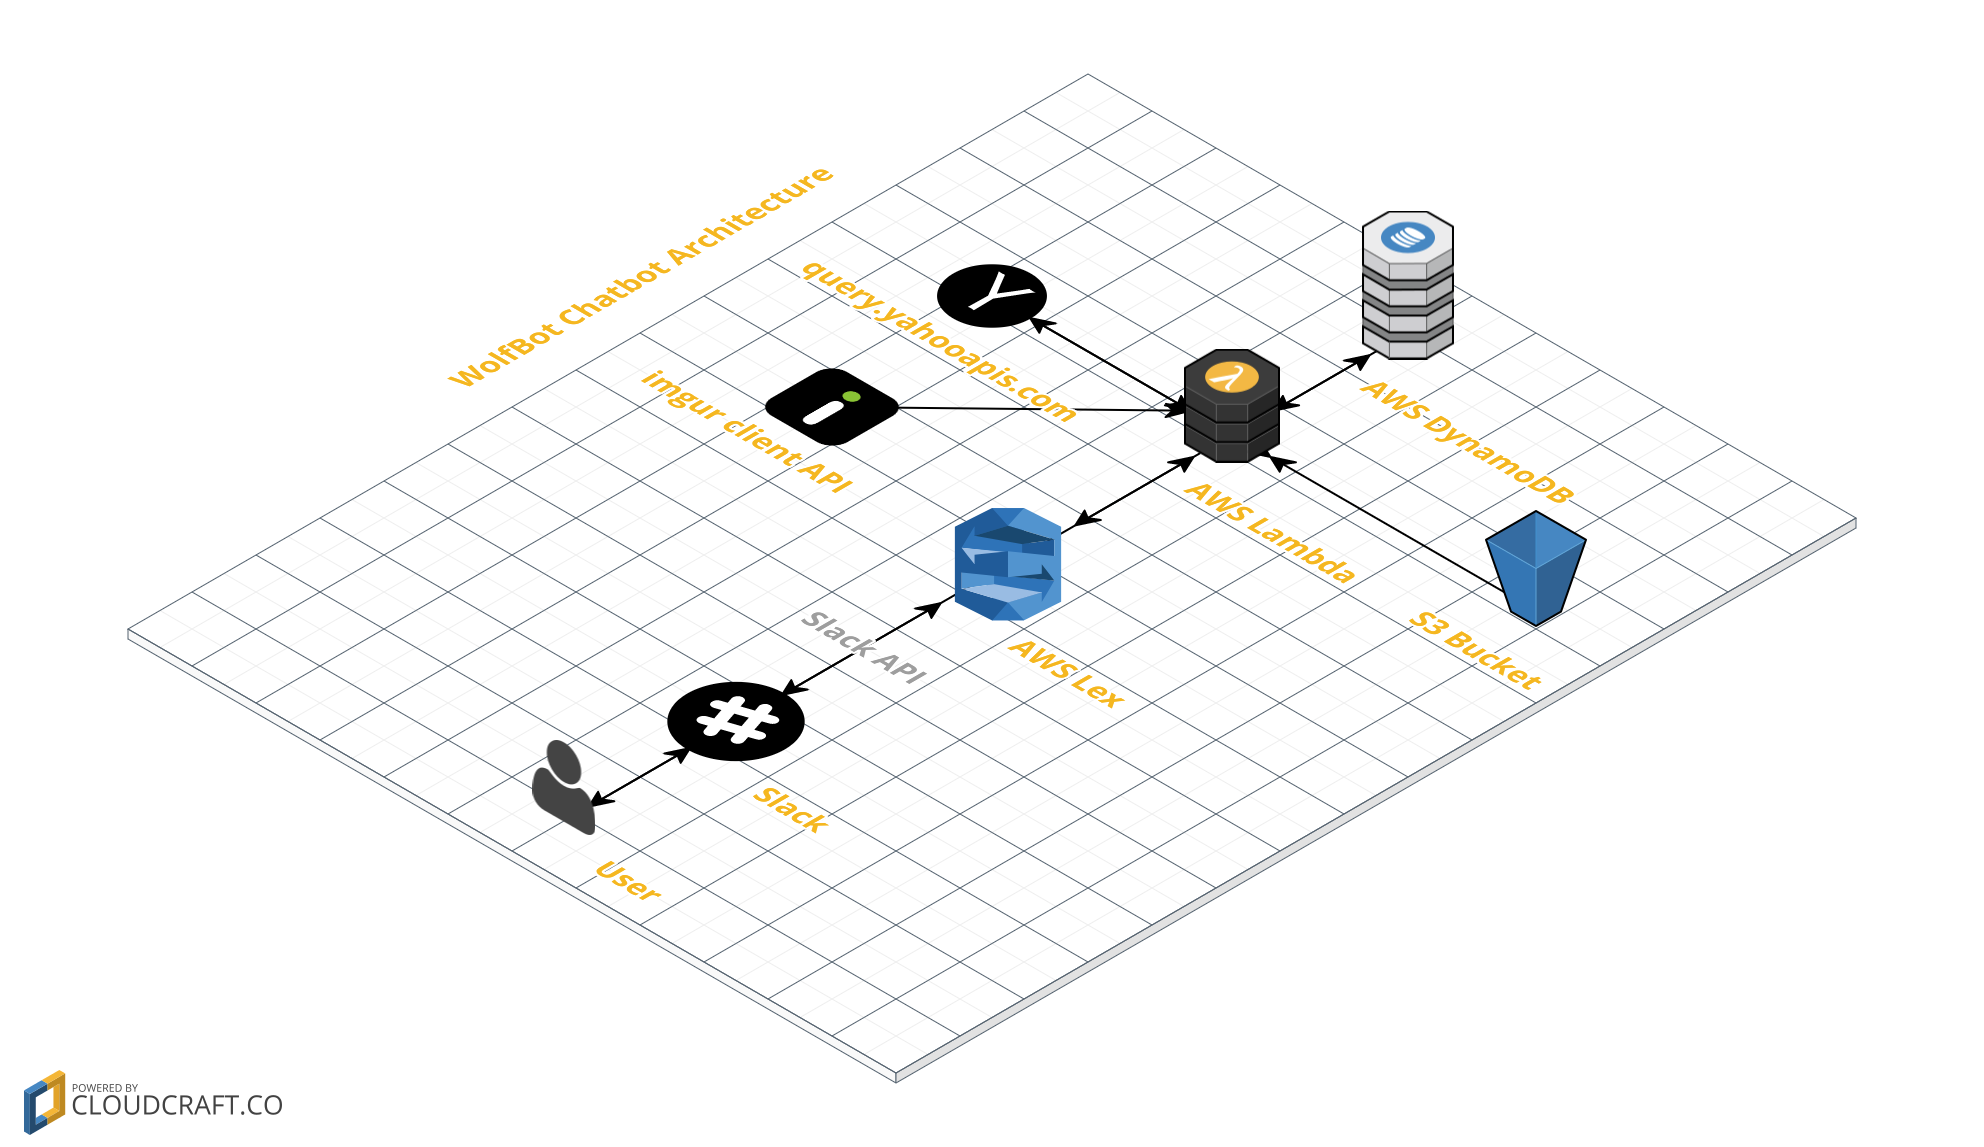 WolfBot Chatbot Architecture
query.yahooapis.com
imgur client API
AWS DynamoDB
AWS Lambda
S3 Bucket
Slack API
AWS Lex
Slack
User
POWERED BY
CLOUDCRAFT.CO